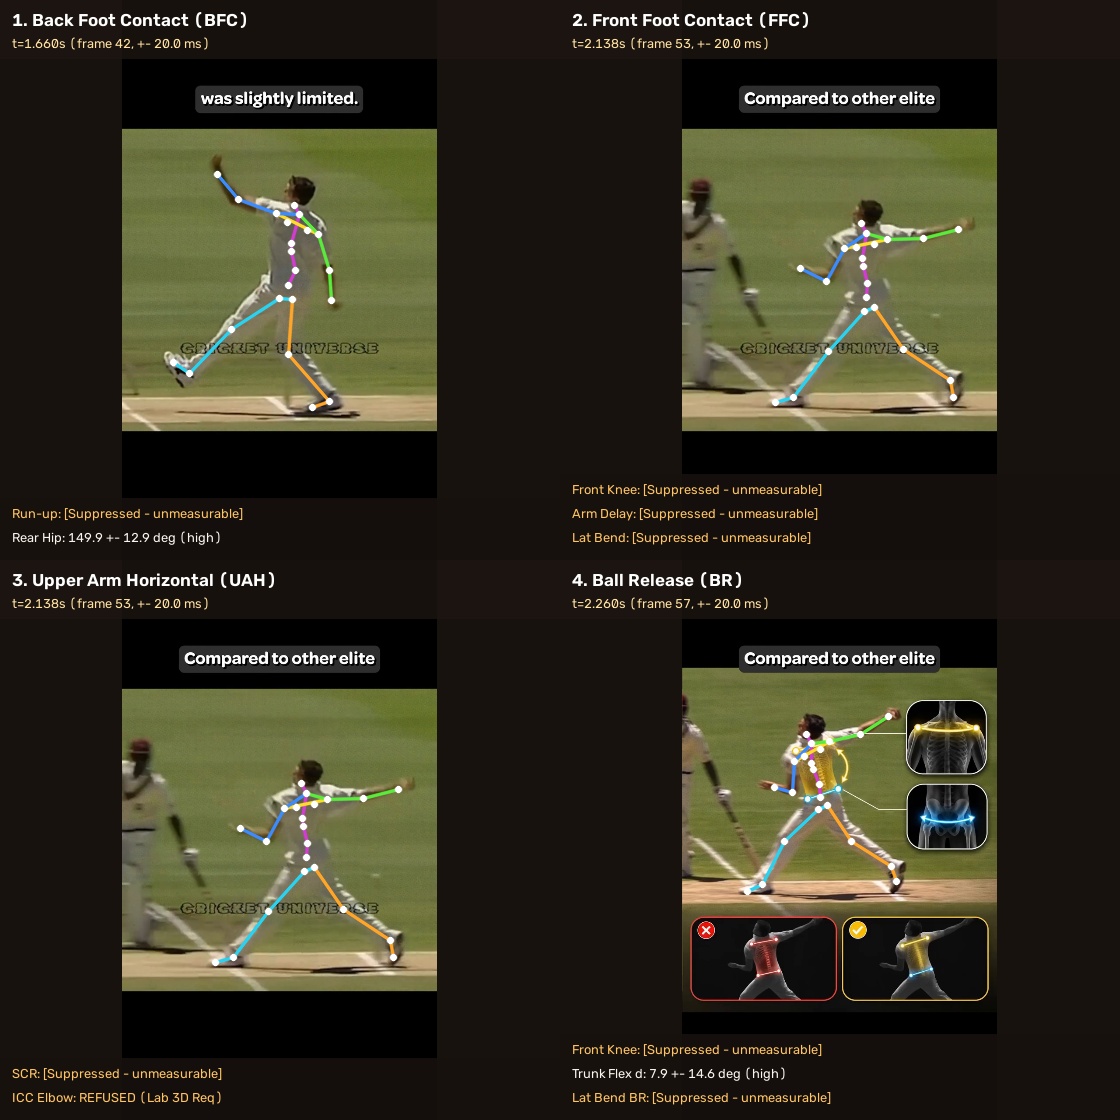 1. Back Foot Contact (BFC)
t=1.660s (frame 42, +- 20.0 ms)
was slightly limited.
CRICKET UNIVERSE
Run-up: [Suppressed - unmeasurable]
Rear Hip: 149.9 +- 12.9 deg (high)
2. Front Foot Contact (FFC)
t=2.138s (frame 53, +- 20.0 ms)
Compared to other elite
CRICKET UNIVERSE
Front Knee: [Suppressed - unmeasurable]
Arm Delay: [Suppressed - unmeasurable]
Lat Bend: [Suppressed - unmeasurable]
3. Upper Arm Horizontal (UAH)
t=2.138s (frame 53, +- 20.0 ms)
Compared to other elite
CRICKET UNIVERSE
SCR: [Suppressed - unmeasurable]
ICC Elbow: REFUSED (Lab 3D Req)
4. Ball Release (BR)
t=2.260s (frame 57, +- 20.0 ms)
Compared to other elite
Front Knee: [Suppressed - unmeasurable]
Trunk Flex d: 7.9 +- 14.6 deg (high)
Lat Bend BR: [Suppressed - unmeasurable]